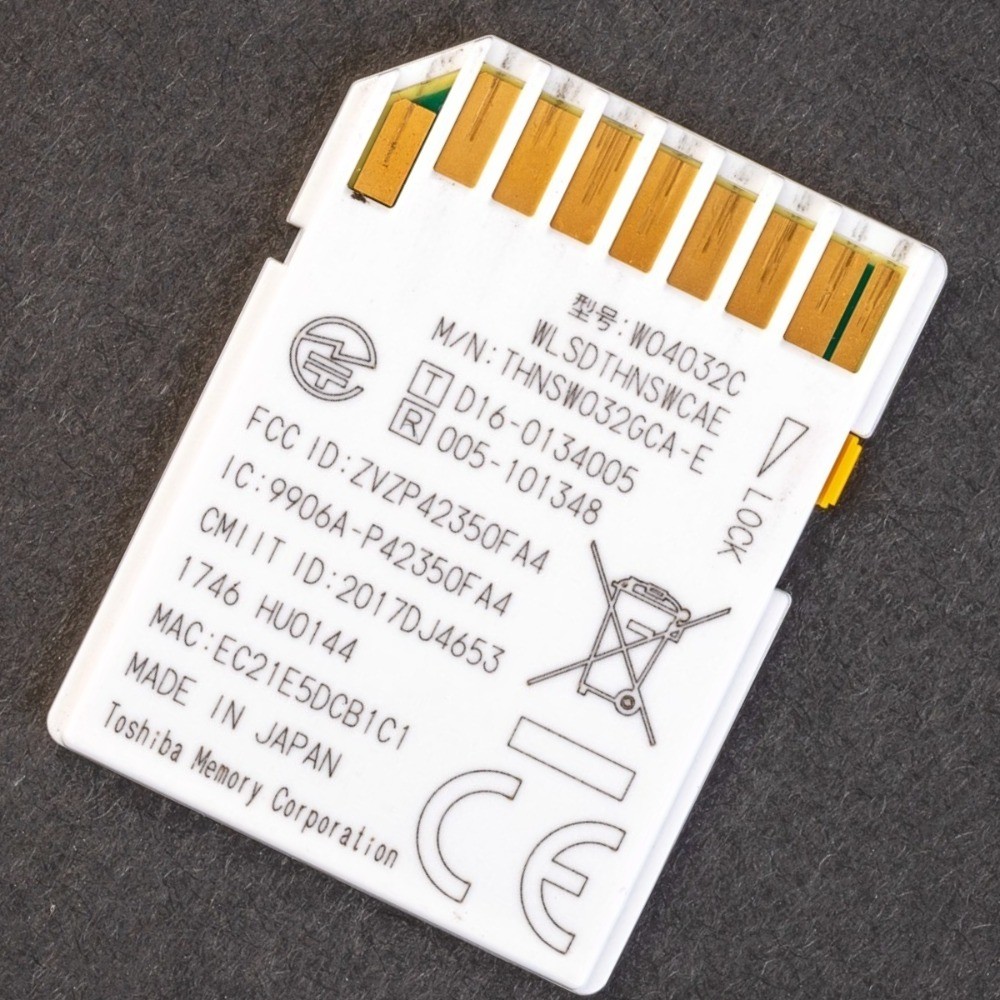 型号:W04032C
WLSDTHNSWCAE
M/N:THNSW032GCA-E
T D16-0134005
R 005-101348
FCC ID:ZVZP42350FA4
IC:9906A-P42350FA4
CMIIT ID:2017DJ4653
1746 HU0144
MAC:EC21E5DCB1C1
MADE IN JAPAN
Toshiba Memory Corporation
LOCK
CE